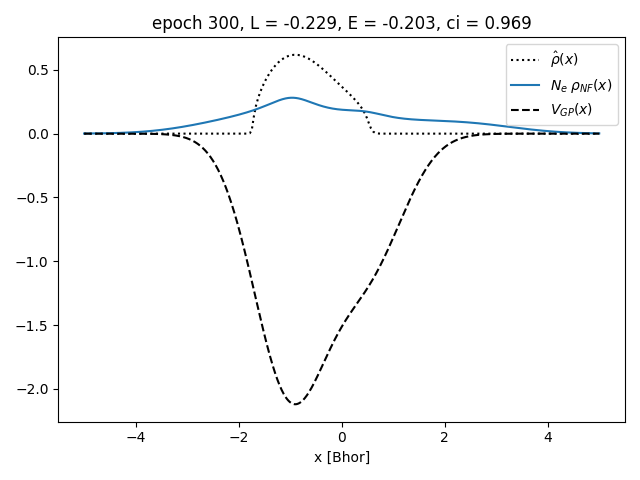 epoch 300, L = -0.229, E = -0.203, ci = 0.969
0.5
0.0
−0.5
−1.0
−1.5
−2.0
ρ̂(x)
N_e ρ_NF(x)
V_GP(x)
−4 −2 0 2 4
x [Bhor]